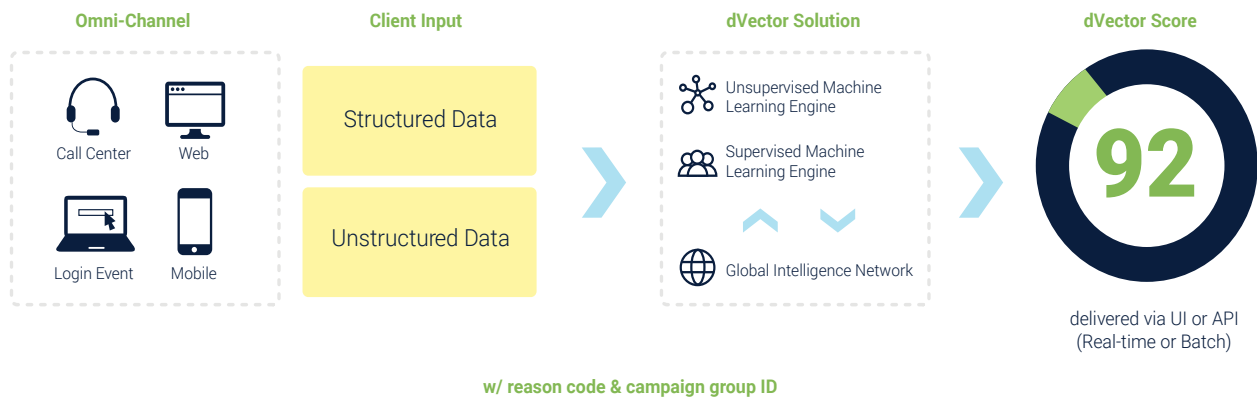 Omni-Channel
Call Center
Web
Login Event
Mobile
Client Input
Structured Data
Unstructured Data
dVector Solution
Unsupervised Machine
Learning Engine
Supervised Machine
Learning Engine
Global Intelligence Network
dVector Score
92
delivered via UI or API
(Real-time or Batch)
w/ reason code & campaign group ID